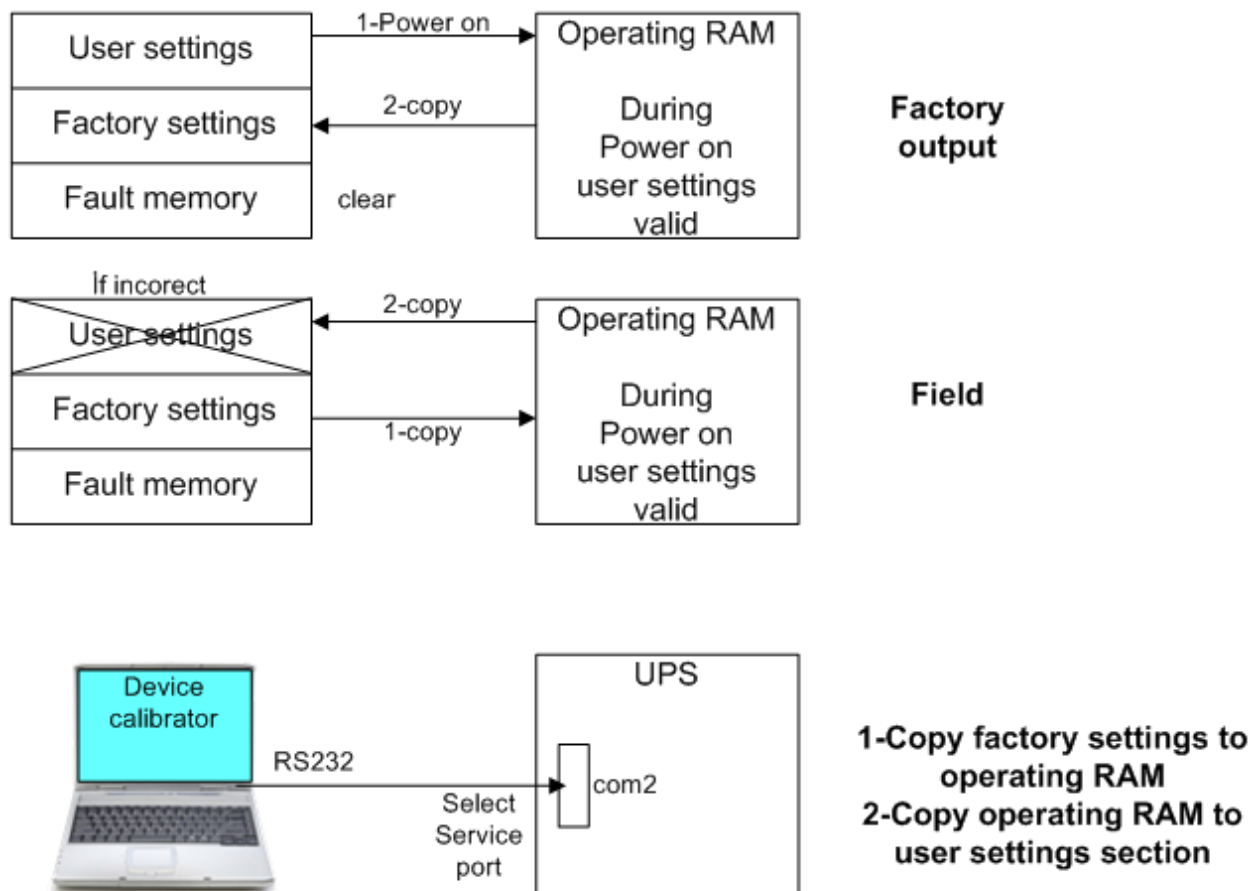 User settings
1-Power on
Operating RAM
Factory settings
2-copy
During
Power on
user settings
valid
Fault memory
clear
Factory
output
İf incorect
User settings
2-copy
Operating RAM
Factory settings
1-copy
During
Power on
user settings
valid
Fault memory
Field
Device
calibrator
RS232
Select
Service
port
UPS
com2
1-Copy factory settings to
operating RAM
2-Copy operating RAM to
user settings section